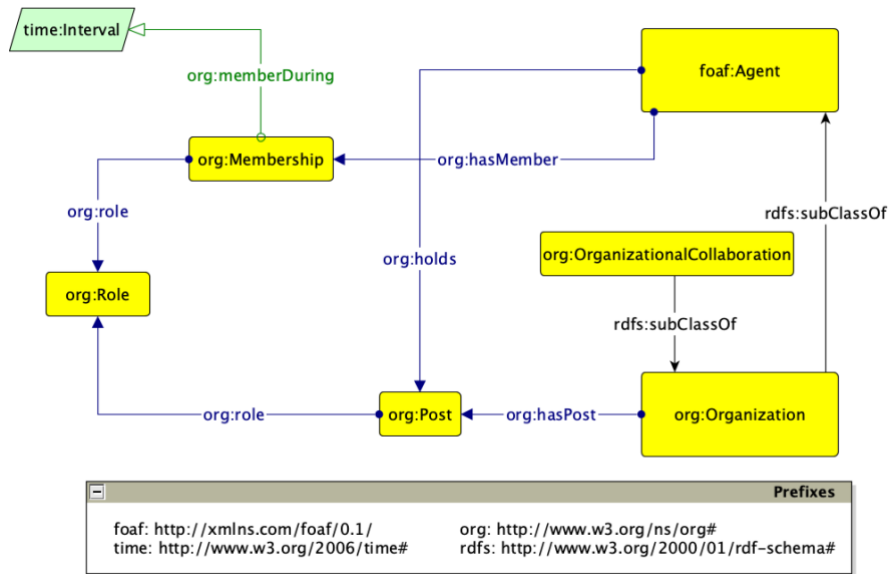 time:Interval
org:memberDuring
foaf:Agent
org:Membership
org:hasMember
org:role
rdfs:subClassOf
org:holds
org:OrganizationalCollaboration
org:Role
rdfs:subClassOf
org:role
org:Post
org:hasPost
org:Organization
Prefixes
foaf: http://xmlns.com/foaf/0.1/
org: http://www.w3.org/ns/org#
time: http://www.w3.org/2006/time#
rdfs: http://www.w3.org/2000/01/rdf-schema#